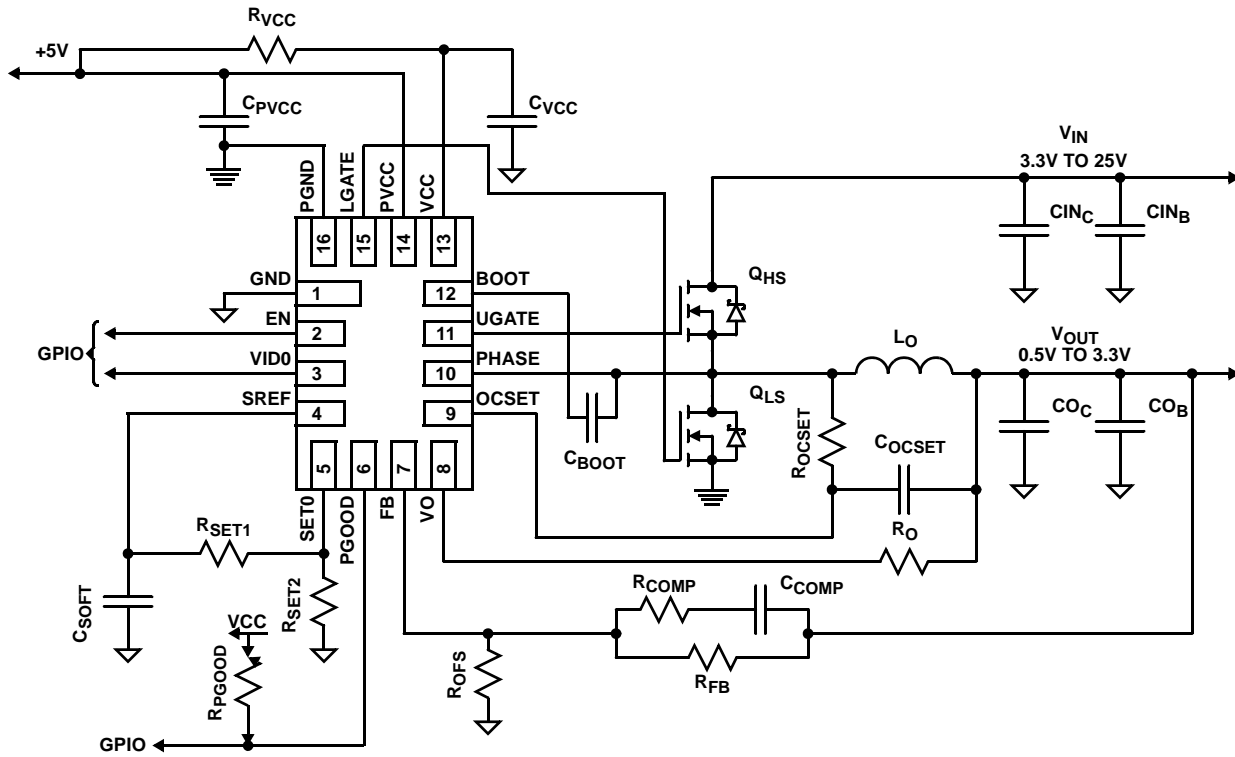 RVCC
+5V
CPVCC
CVCC
VIN
3.3V TO 25V
PGND
LGATE
PVCC
VCC
16
15
14
13
CINC
CINB
GND
1
12
BOOT
QHS
EN
2
11
UGATE
GPIO
VID0
3
10
PHASE
LO
VOUT
0.5V TO 3.3V
SREF
4
9
OCSET
QLS
COC
COB
5
6
7
8
CBOOT
ROCSET
COCSET
SET0
PGOOD
FB
VO
RSET1
RO
CSOFT
RSET2
RCOMP
CCOMP
VCC
RPGOOD
ROFS
RFB
GPIO